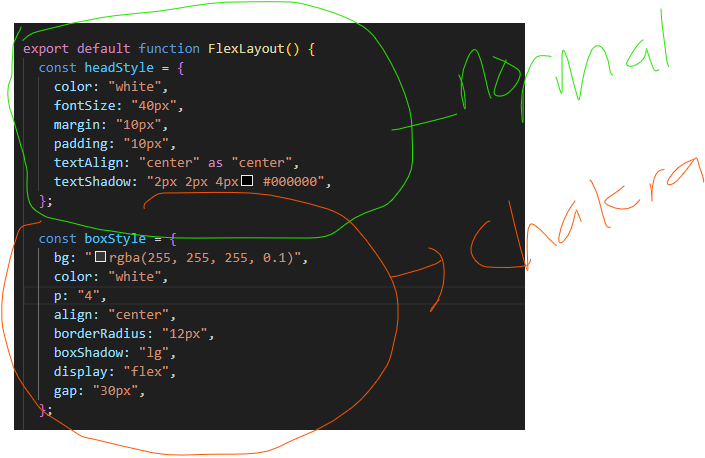 export default function FlexLayout() {
const headStyle = {
color: "white",
fontSize: "40px",
margin: "10px",
padding: "10px",
textAlign: "center" as "center",
textShadow: "2px 2px 4px #000000",
};
normal
const boxStyle = {
bg: "rgba(255, 255, 255, 0.1)",
color: "white",
p: "4",
align: "center",
borderRadius: "12px",
boxShadow: "lg",
display: "flex",
gap: "30px",
};
chakra